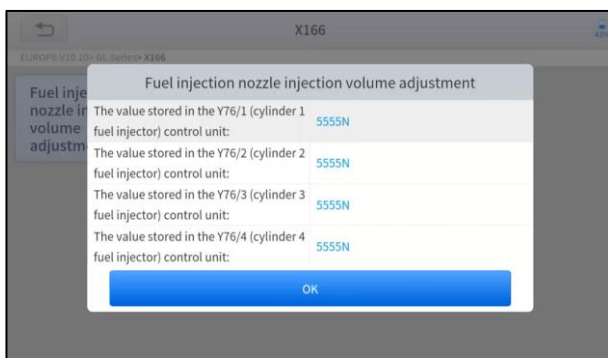 X166
EUROPE V10.10> GL-Series> X166
Fuel inje
nozzle in
volume
adjustm
Fuel injection nozzle injection volume adjustment
The value stored in the Y76/1 (cylinder 1
fuel injector) control unit:
5555N
The value stored in the Y76/2 (cylinder 2
fuel injector) control unit:
5555N
The value stored in the Y76/3 (cylinder 3
fuel injector) control unit:
5555N
The value stored in the Y76/4 (cylinder 4
fuel injector) control unit:
5555N
OK